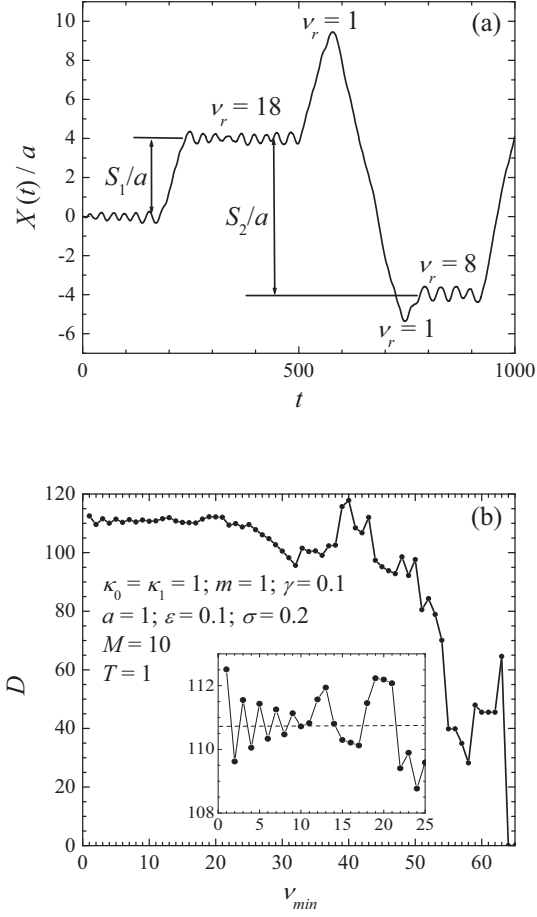 (a)
10
8
6
4
2
0
-2
-4
-6
X(t) / a
ν_r = 1
ν_r = 18
S_1/a
S_2/a
ν_r = 8
ν_r = 1
0
500
1000
t
(b)
120
100
80
60
40
20
0
D
κ_0 = κ_1 = 1; m = 1; γ = 0.1
a = 1; ε = 0.1; σ = 0.2
M = 10
T = 1
112
110
108
0 5 10 15 20 25
0 10 20 30 40 50 60
ν_min